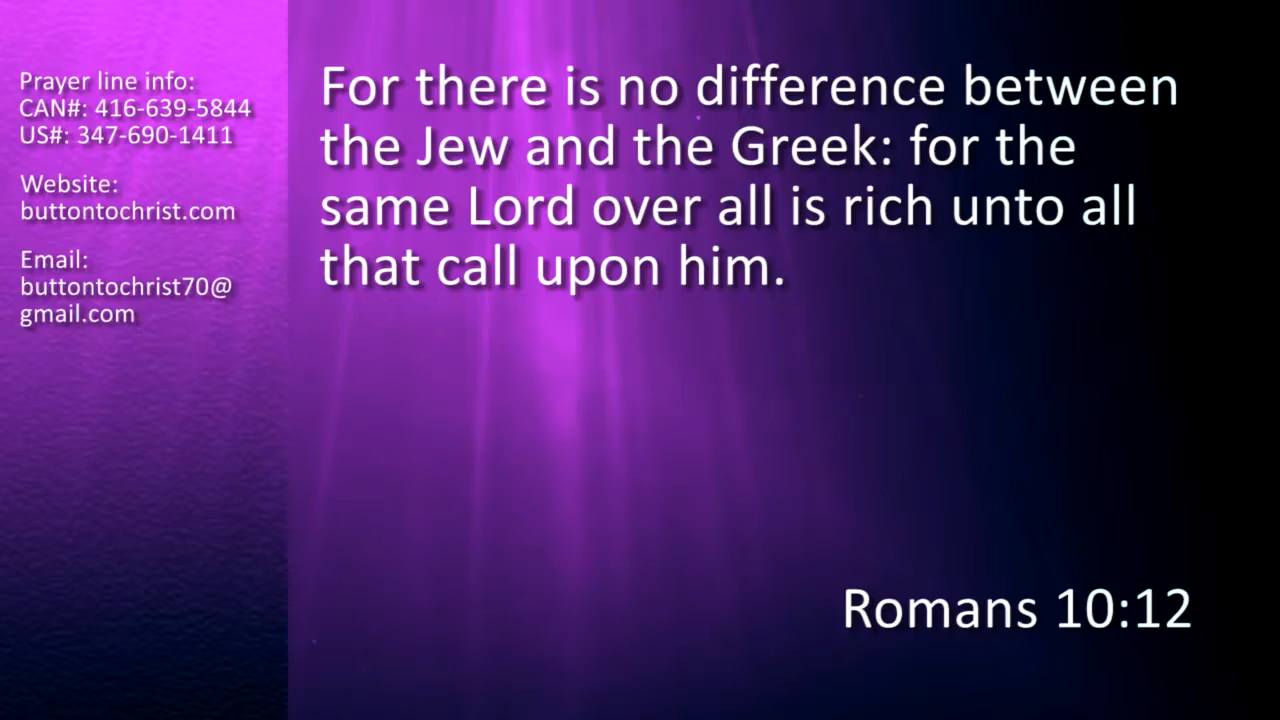 Prayer line info:
CAN#: 416-639-5844
US#: 347-690-1411
Website:
buttontochrist.com
Email:
buttontochrist70@
gmail.com
For there is no difference between
the Jew and the Greek: for the
same Lord over all is rich unto all
that call upon him.
Romans 10:12